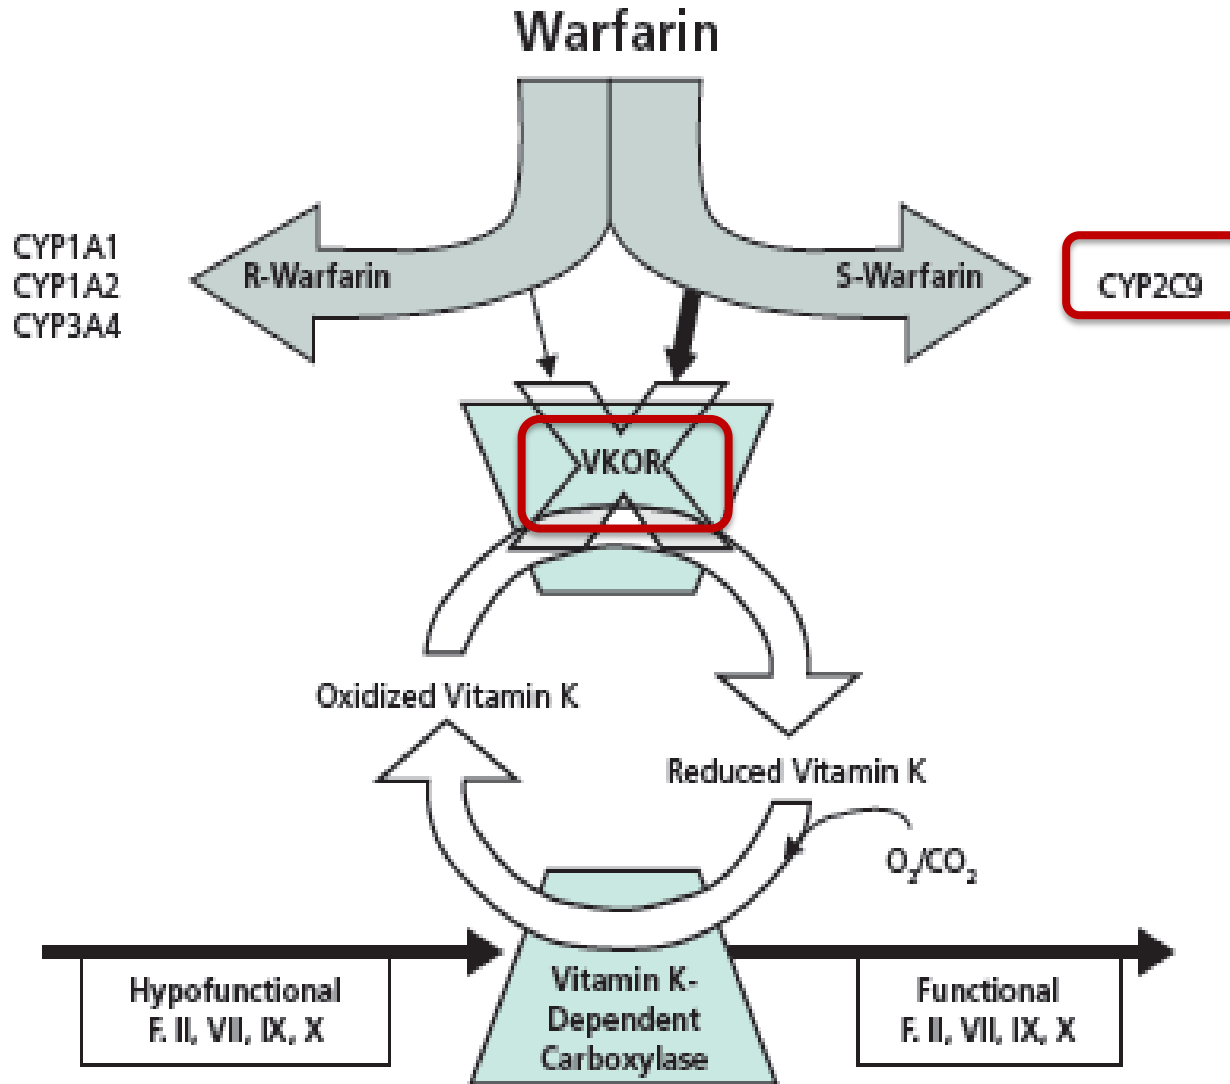 Warfarin
CYP1A1
CYP1A2
CYP3A4
R-Warfarin
S-Warfarin
CYP2C9
VKOR
Oxidized Vitamin K
Reduced Vitamin K
O₂/CO₂
Hypofunctional
F. II, VII, IX, X
Vitamin K-
Dependent
Carboxylase
Functional
F. II, VII, IX, X